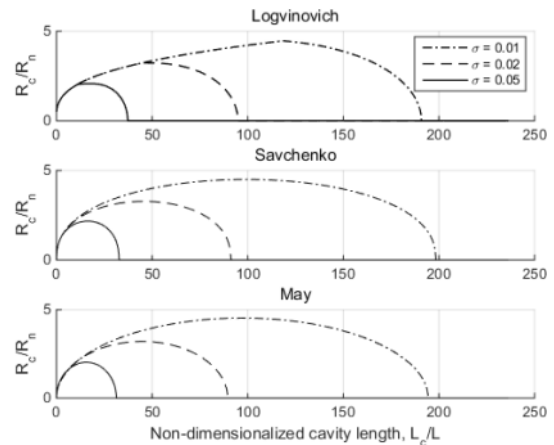 Logvinovich
5
R_c/R_n
0
0 50 100 150 200 250
σ = 0.01
σ = 0.02
σ = 0.05
Savchenko
5
R_c/R_n
0
0 50 100 150 200 250
May
5
R_c/R_n
0
0 50 100 150 200 250
Non-dimensionalized cavity length, L_c/L